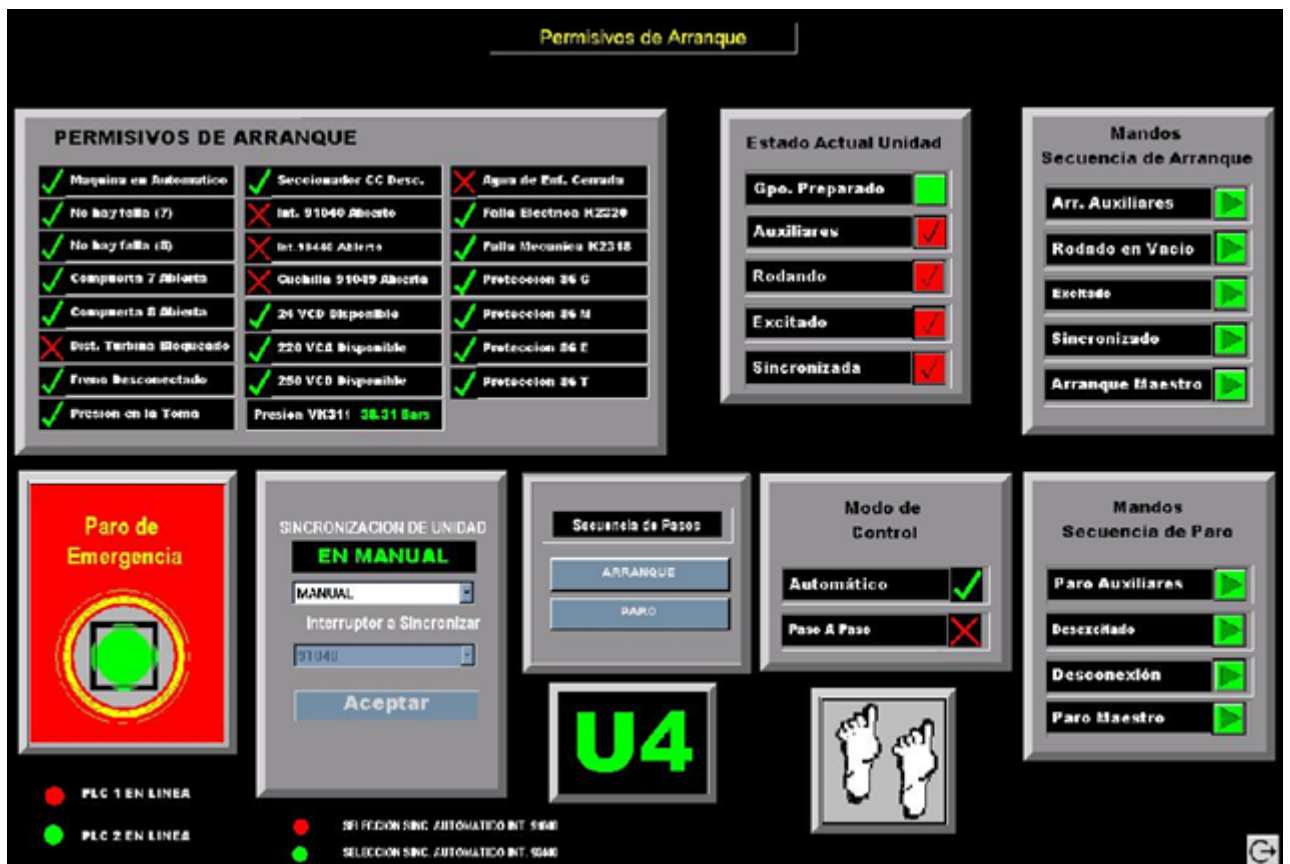 Permisivos de Arranque
PERMISIVOS DE ARRANQUE
Maquina en Automatico
No hay falla (7)
No hay falla (8)
Compuerta 7 Abierta
Compuerta 8 Abierta
Dist. Turbina Bloqueado
Freno Desconectado
Presion en la Toma
Seccionador CC Desc.
Int. 91040 Abierto
Abierto
Cuchilla 91049 Abierta
24 VCD Disponible
220 VCA Disponible
250 VCD Disponible
Presion VK311 38.31 Bars
Agua de Enf. Cerrada
Falla Electrica K2320
Falla Mecanica K2318
Proteccion 86 G
Proteccion 86 M
Proteccion 86 E
Proteccion 86 T
Estado Actual Unidad
Gpo. Preparado
Auxiliares
Rodando
Excitado
Sincronizada
Mandos
Secuencia de Arranque
Arr. Auxiliares
Rodado en Vacio
Excitado
Sincronizado
Arranque Maestro
Paro de
Emergencia
SINCRONIZACION DE UNIDAD
EN MANUAL
MANUAL
Interruptor a Sincronizar
91040
Aceptar
Secuencia de Pasos
ARRANQUE
PARO
U4
Modo de
Control
Automático
Paso A Paso
Mandos
Secuencia de Paro
Paro Auxiliares
Desexcitado
Desconexión
Paro Maestro
PLC 1 EN LINEA
PLC 2 EN LINEA
SELECCION SINC. AUTOMATICO INT.
SELECCION SINC. AUTOMATICO INT.